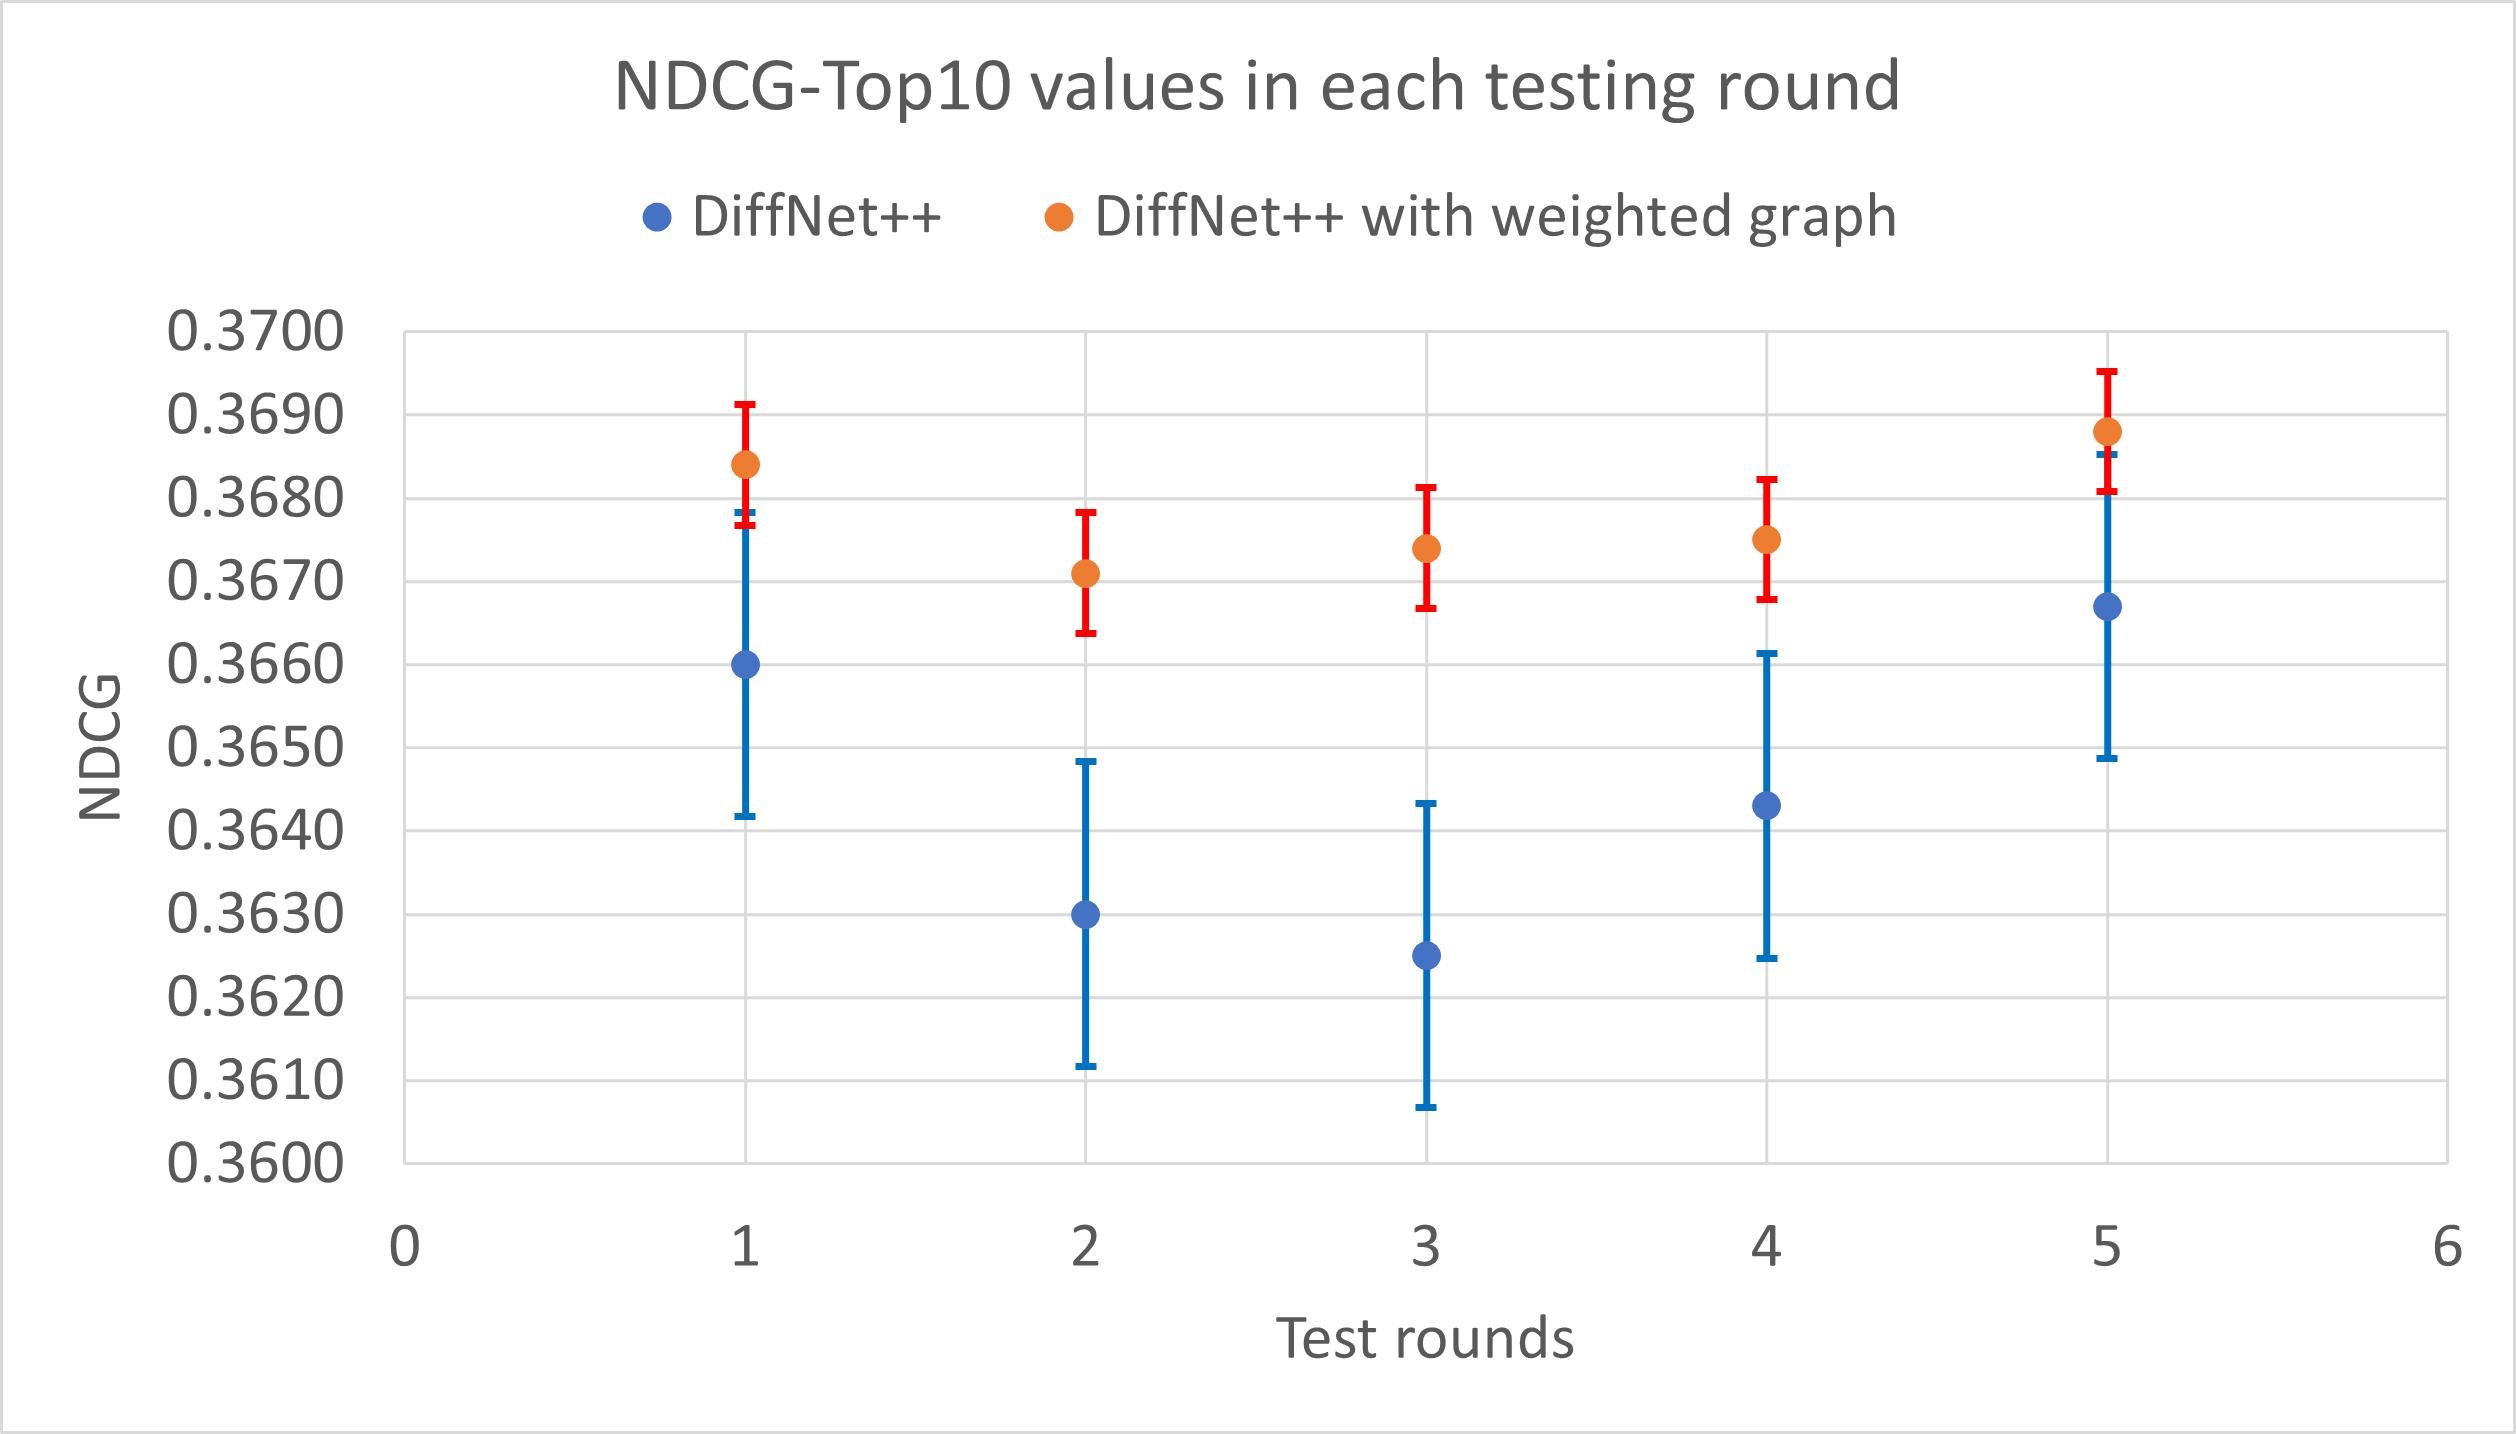 NDCG-Top10 values in each testing round
DiffNet++ DiffNet++ with weighted graph
0.3700
0.3690
0.3680
0.3670
0.3660
0.3650
0.3640
0.3630
0.3620
0.3610
0.3600
NDCG
0 1 2 3 4 5 6
Test rounds